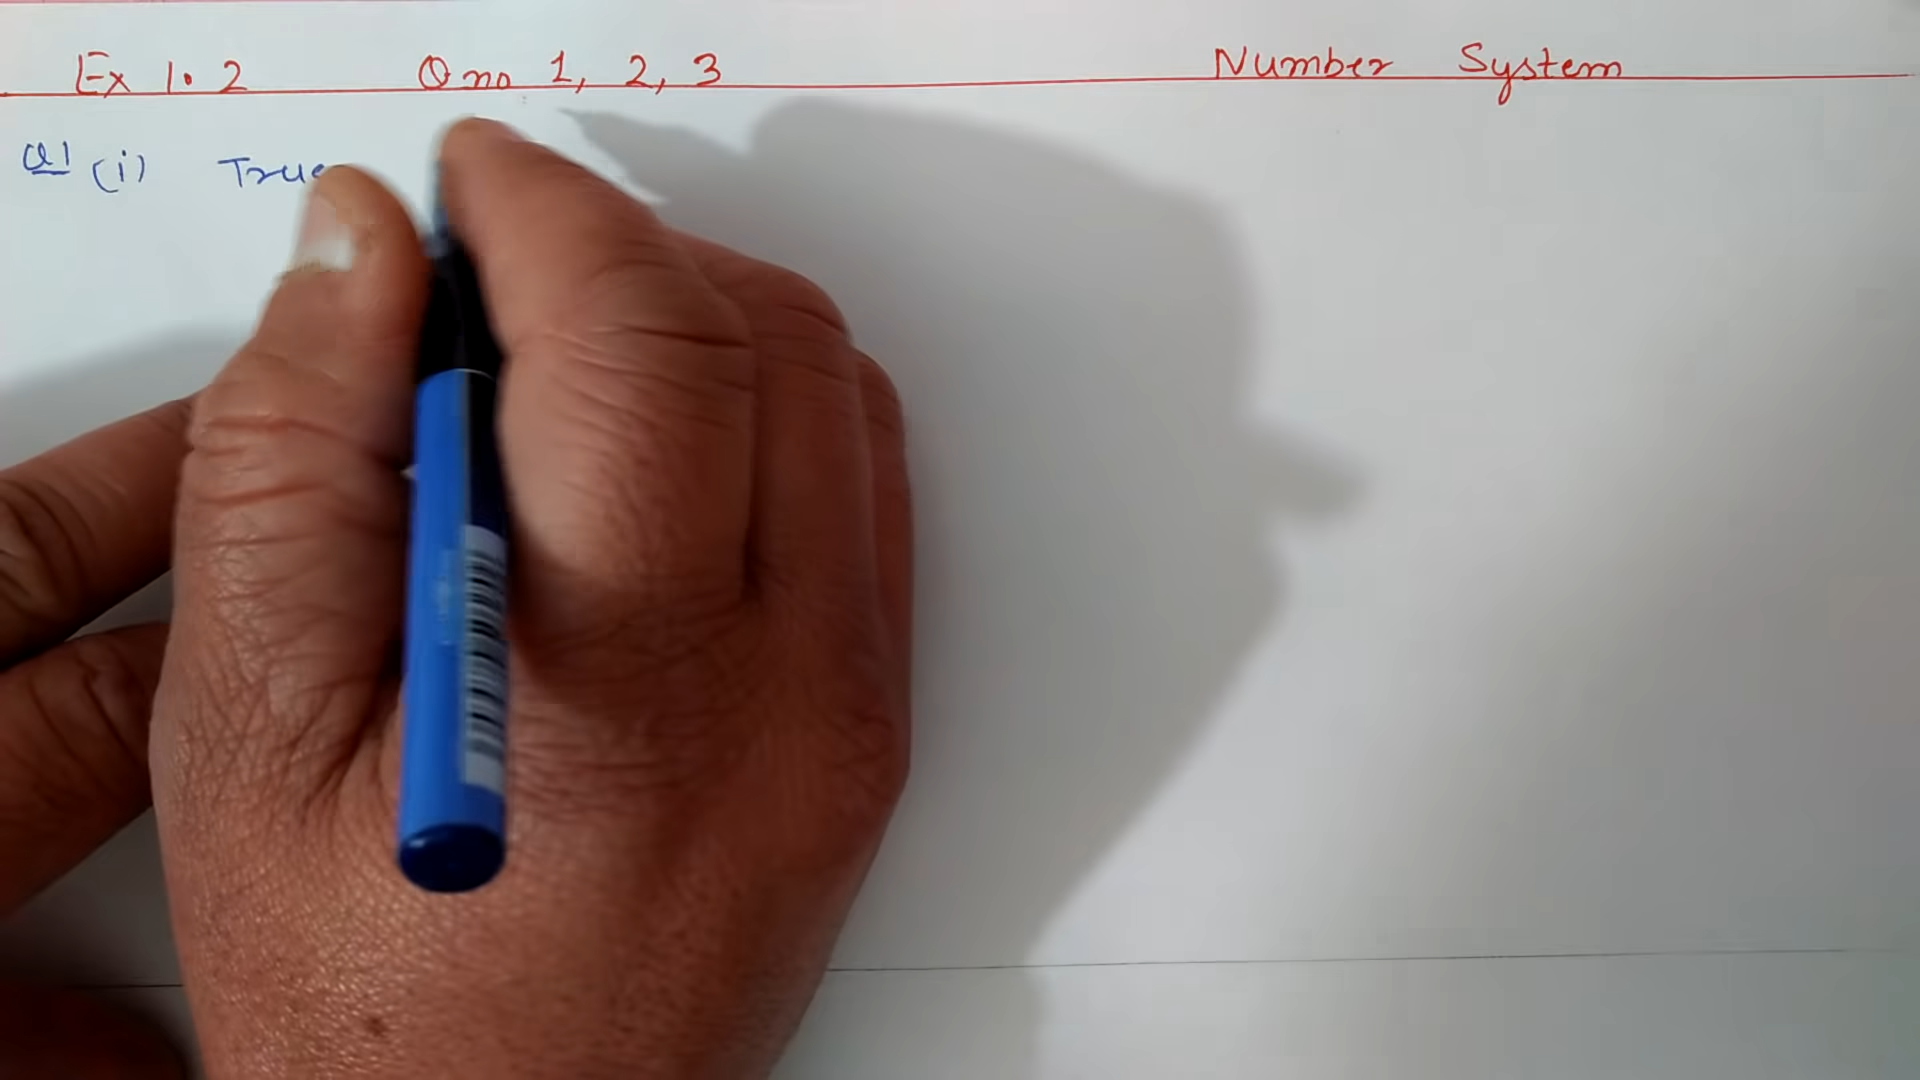 Ex 1.2 Q no 1, 2, 3 Number System
Q1 (i) True